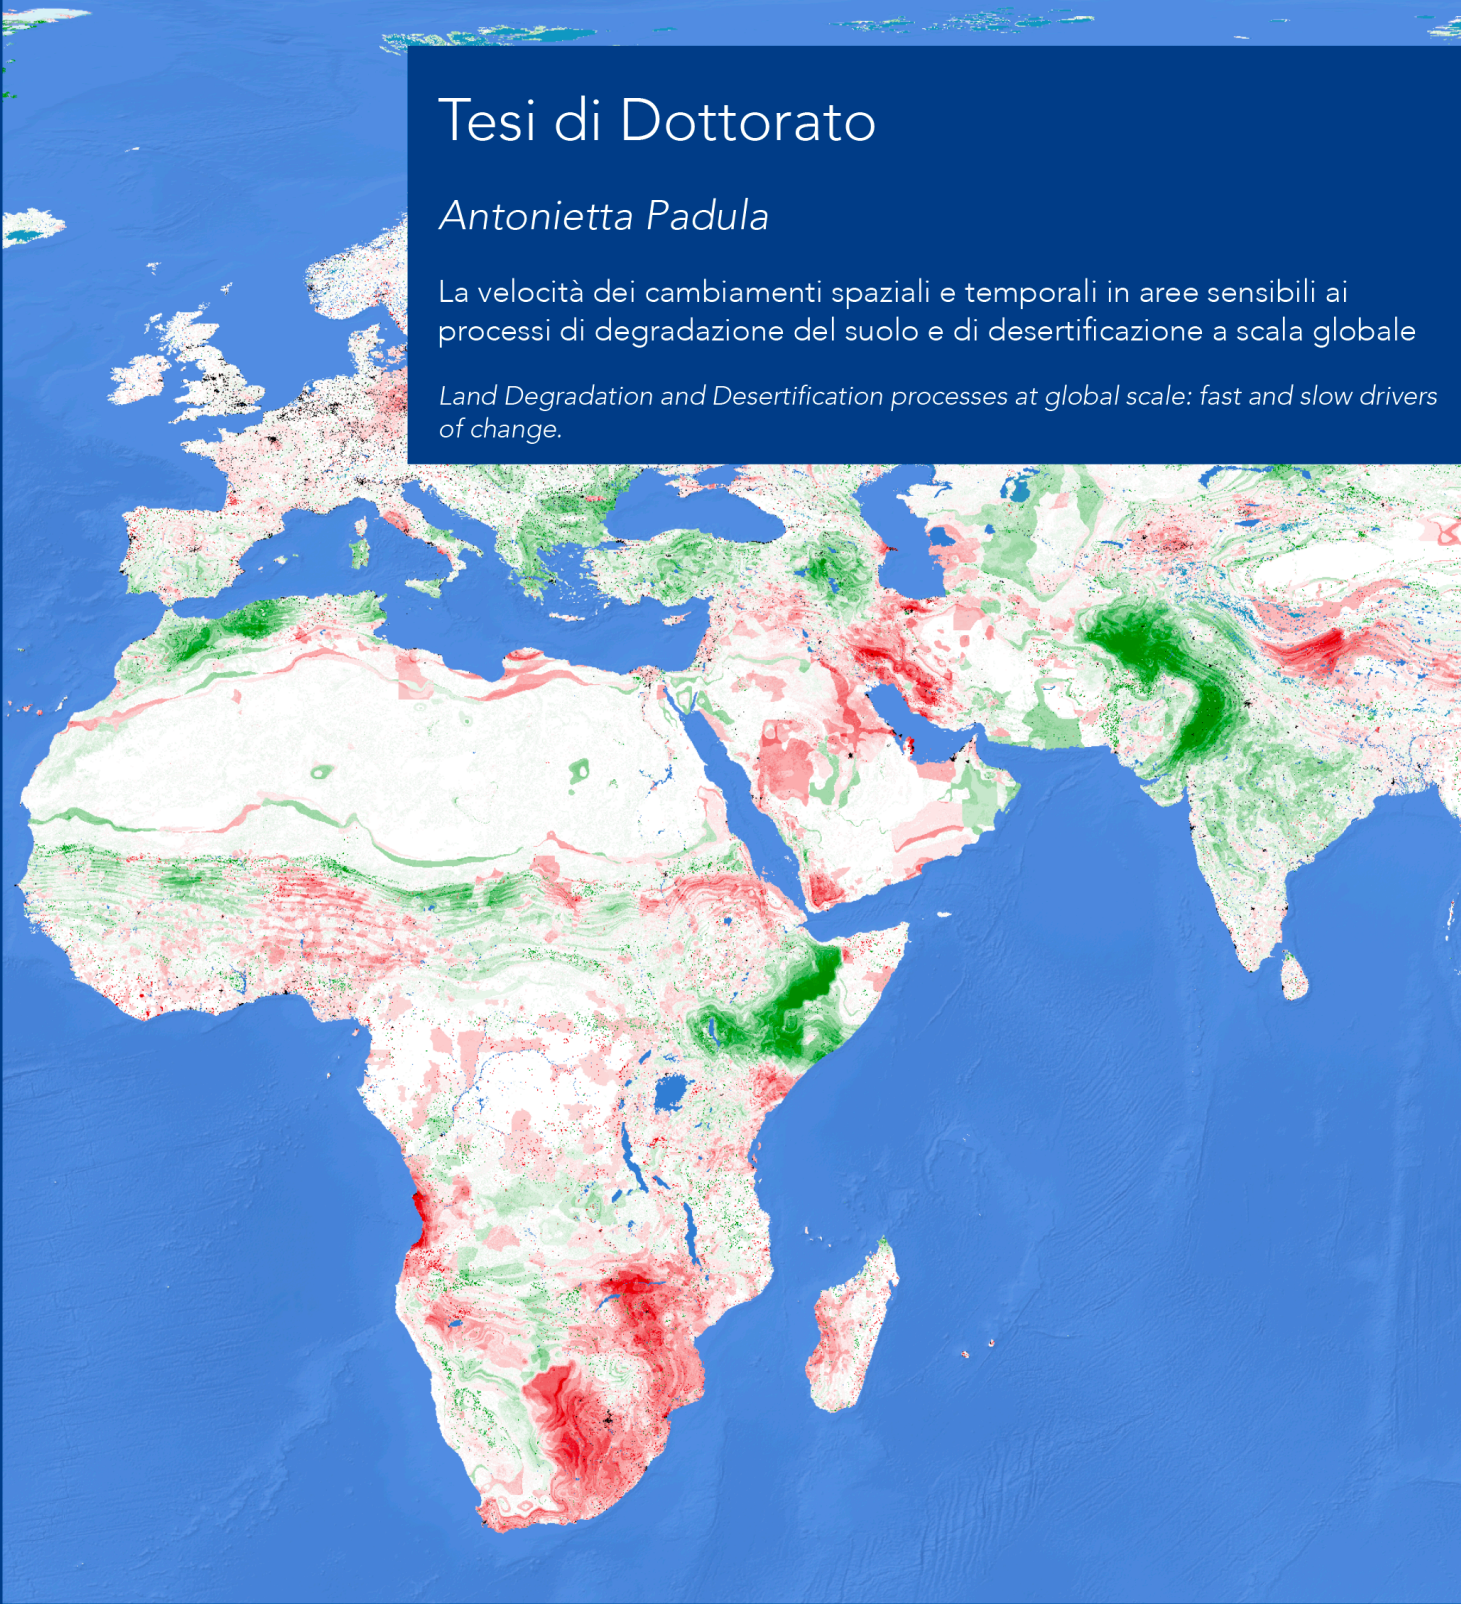 Tesi di Dottorato
Antonietta Padula
La velocità dei cambiamenti spaziali e temporali in aree sensibili ai
processi di degradazione del suolo e di desertificazione a scala globale
Land Degradation and Desertification processes at global scale: fast and slow drivers
of change.